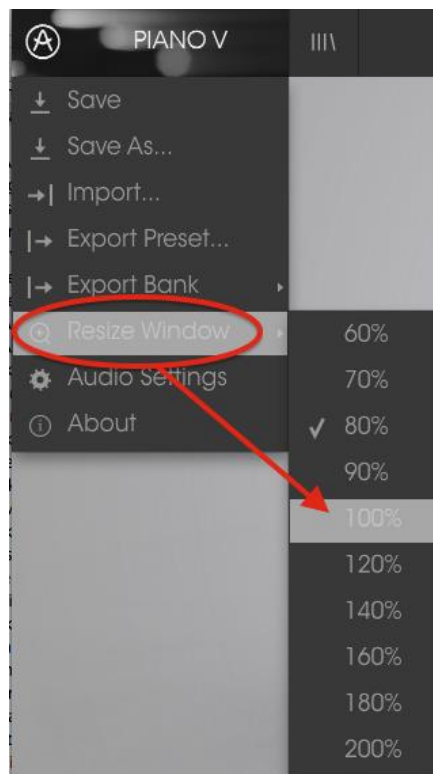 PIANO V
Save
Save As...
Import...
Export Preset...
Export Bank
Resize Window
Audio Settings
About
60%
70%
80%
90%
100%
120%
140%
160%
180%
200%